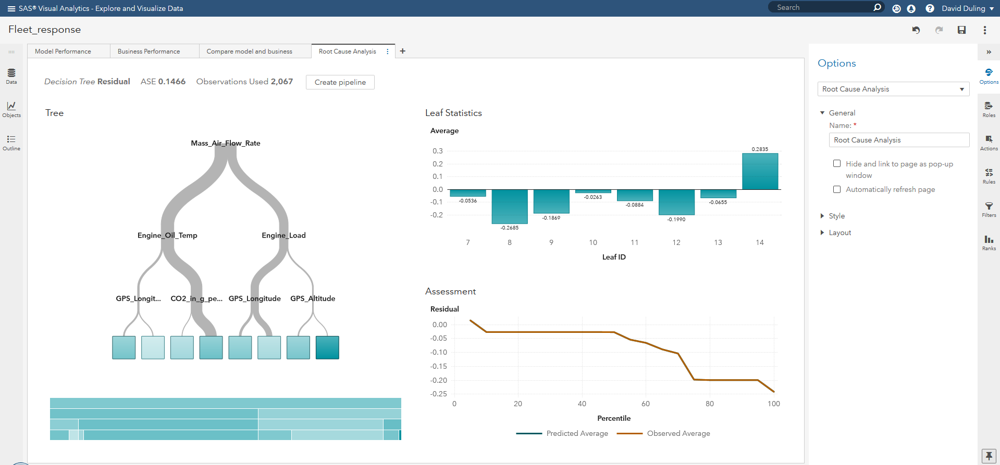 SAS® Visual Analytics - Explore and Visualize Data
Search
David Duling
Fleet_response
Model Performance
Business Performance
Compare model and business
Root Cause Analysis
Data
Objects
Outline
Decision Tree Residual ASE 0.1466 Observations Used 2,067
Create pipeline
Tree
Mass_Air_Flow_Rate
Engine_Oil_Temp
Engine_Load
GPS_Longit...
CO2_in_g_pe...
GPS_Longitude
GPS_Altitude
Leaf Statistics
Average
0.3
0.2
0.1
0.0
-0.1
-0.2
-0.0536
-0.2685
-0.1869
-0.0263
-0.0884
-0.1990
-0.0655
0.2835
7 8 9 10 11 12 13 14
Leaf ID
Assessment
Residual
0.00
-0.05
-0.10
-0.15
-0.20
-0.25
0 20 40 60 80 100
Percentile
Predicted Average
Observed Average
Options
Root Cause Analysis
General
Name: *
Root Cause Analysis
Hide and link to page as pop-up
window
Automatically refresh page
Style
Layout
Options
Roles
Actions
Rules
Filters
Ranks